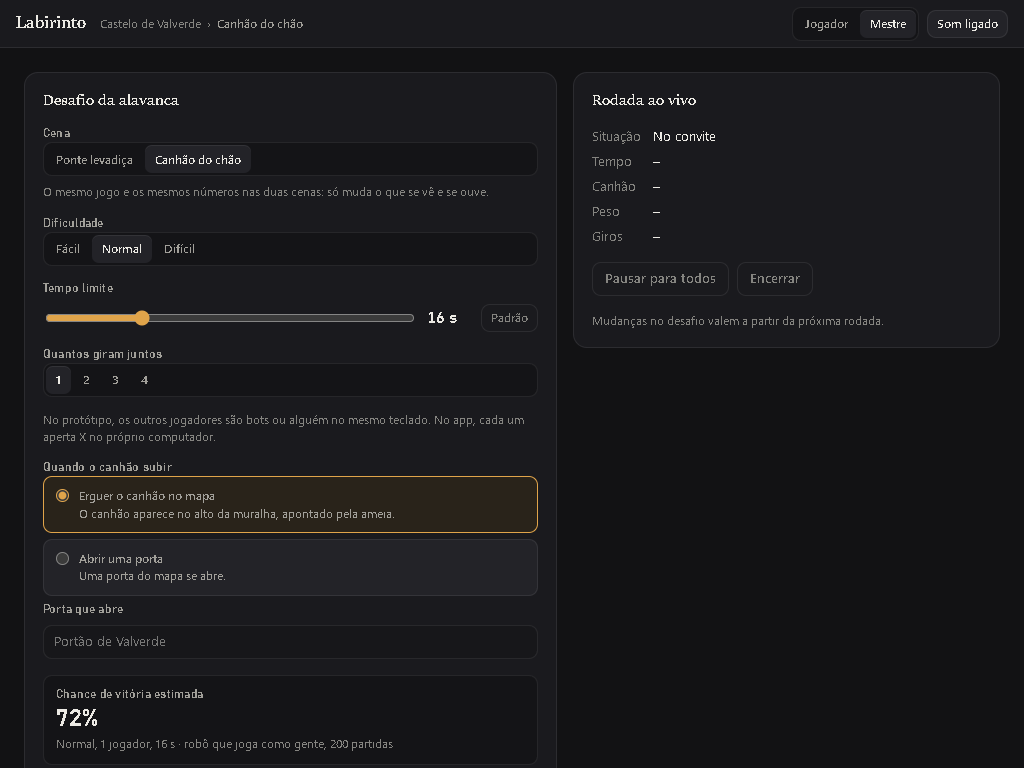 Labirinto
Castelo de Valverde › Canhão do chão
Jogador
Mestre
Som ligado
Desafio da alavanca
Cena
Ponte levadiça
Canhão do chão
O mesmo jogo e os mesmos números nas duas cenas: só muda o que se vê e se ouve.
Dificuldade
Fácil
Normal
Difícil
Tempo limite
16 s
Padrão
Quantos giram juntos
1
2
3
4
No protótipo, os outros jogadores são bots ou alguém no mesmo teclado. No app, cada um
aperta X no próprio computador.
Quando o canhão subir
Erguer o canhão no mapa
O canhão aparece no alto da muralha, apontado pela ameia.
Abrir uma porta
Uma porta do mapa se abre.
Porta que abre
Portão de Valverde
Chance de vitória estimada
72%
Normal, 1 jogador, 16 s · robô que joga como gente, 200 partidas
Rodada ao vivo
Situação No convite
Tempo –
Canhão –
Peso –
Giros –
Pausar para todos
Encerrar
Mudanças no desafio valem a partir da próxima rodada.